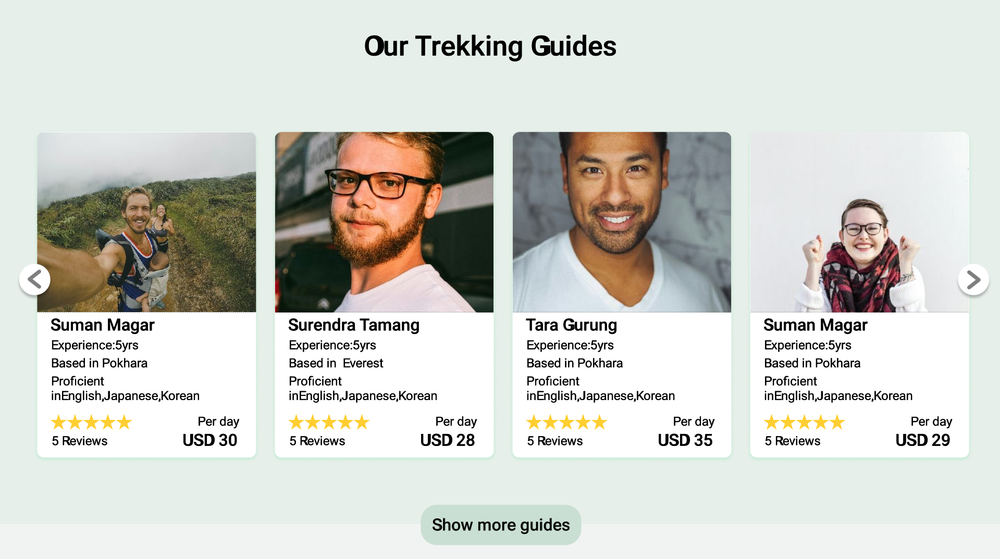 Our Trekking Guides
Suman Magar
Experience:5yrs
Based in Pokhara
Proficient
inEnglish,Japanese,Korean
5 Reviews
Per day
USD 30
Surendra Tamang
Experience:5yrs
Based in  Everest
Proficient
inEnglish,Japanese,Korean
5 Reviews
Per day
USD 28
Tara Gurung
Experience:5yrs
Based in Pokhara
Proficient
inEnglish,Japanese,Korean
5 Reviews
Per day
USD 35
Suman Magar
Experience:5yrs
Based in Pokhara
Proficient
inEnglish,Japanese,Korean
5 Reviews
Per day
USD 29
Show more guides